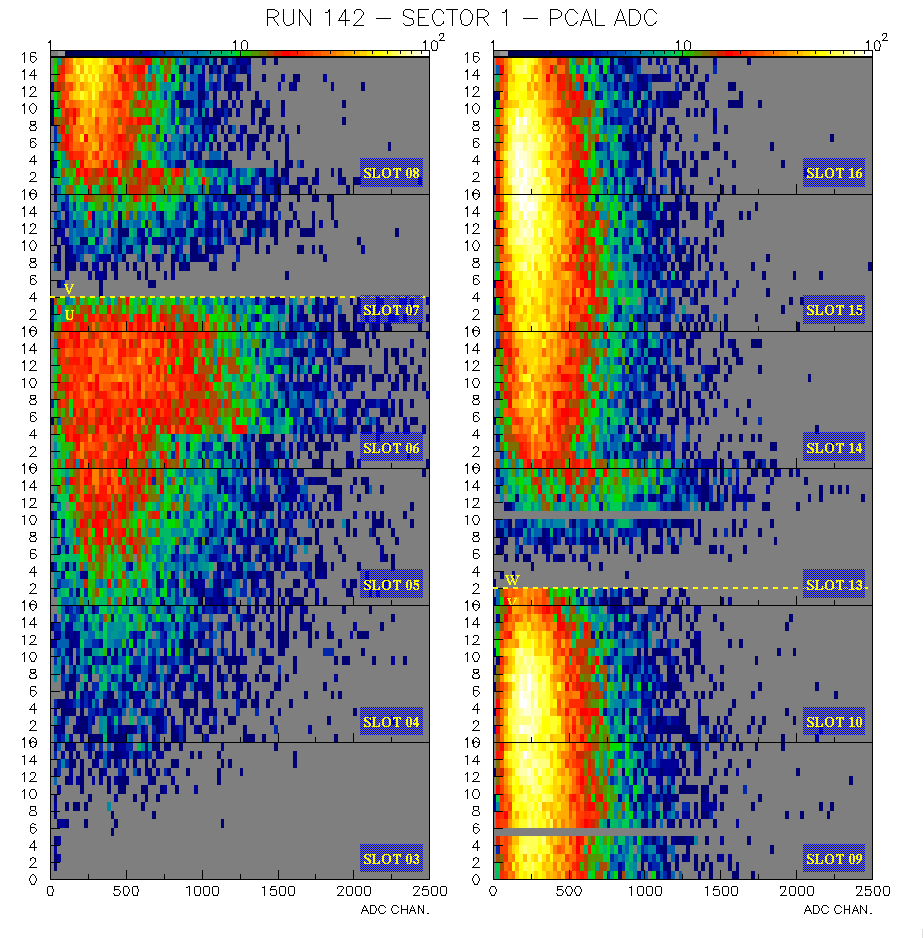 RUN 142 – SECTOR 1 – PCAL ADC
1 10 10²
1 10 10²
16 14 12 10 8 6 4 2 SLOT 08
16 14 12 10 8 6 4 2 SLOT 16
16 14 12 10 8 6 4 2 V U SLOT 07
16 14 12 10 8 6 4 2 SLOT 15
16 14 12 10 8 6 4 2 SLOT 06
16 14 12 10 8 6 4 2 SLOT 14
16 14 12 10 8 6 4 2 SLOT 05
16 14 12 10 8 6 4 2 W V SLOT 13
16 14 12 10 8 6 4 2 SLOT 04
16 14 12 10 8 6 4 2 SLOT 10
16 14 12 10 8 6 4 2 0 SLOT 03
16 14 12 10 8 6 4 2 0 SLOT 09
0 500 1000 1500 2000 2500
0 500 1000 1500 2000 2500
ADC CHAN.
ADC CHAN.